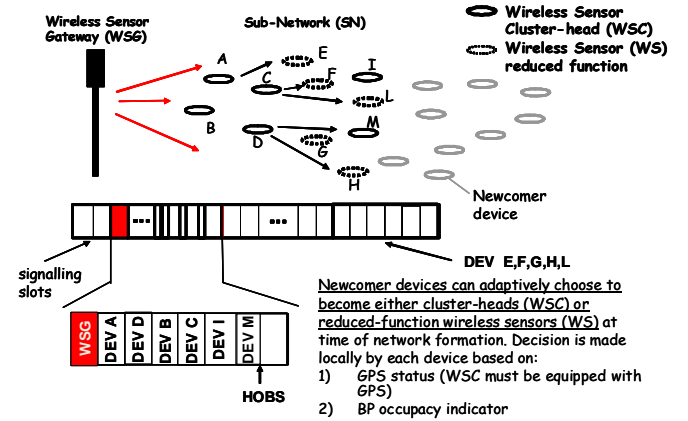 Wireless Sensor
Gateway (WSG)
Sub-Network (SN)
Wireless Sensor
Cluster-head (WSC)
Wireless Sensor (WS)
reduced function
A
E
I
C
F
L
B
D
M
G
H
Newcomer
device
...
...
signalling
slots
DEV E,F,G,H,L
WSG
DEV A
DEV D
DEV B
DEV C
DEV I
DEV M
HOBS
Newcomer devices can adaptively choose to
become either cluster-heads (WSC) or
reduced-function wireless sensors (WS) at
time of network formation. Decision is made
locally by each device based on:
1) GPS status (WSC must be equipped with
GPS)
2) BP occupancy indicator